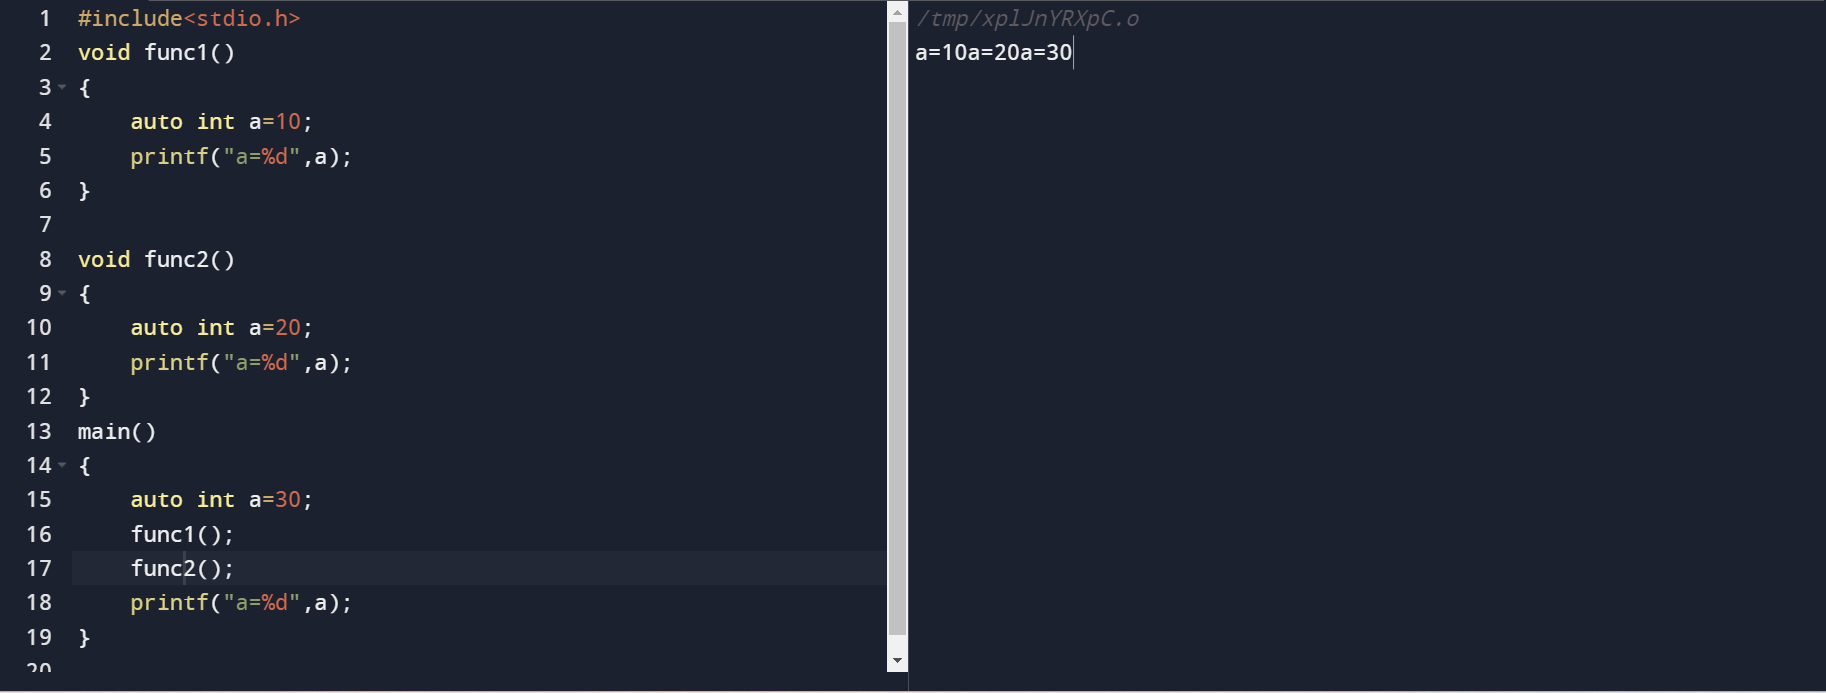 1 #include<stdio.h>
2 void func1()
3 {
4 auto int a=10;
5 printf("a=%d",a);
6 }
7
8 void func2()
9 {
10 auto int a=20;
11 printf("a=%d",a);
12 }
13 main()
14 {
15 auto int a=30;
16 func1();
17 func2();
18 printf("a=%d",a);
19 }
20
/tmp/xplJnYRXpC.o
a=10a=20a=30